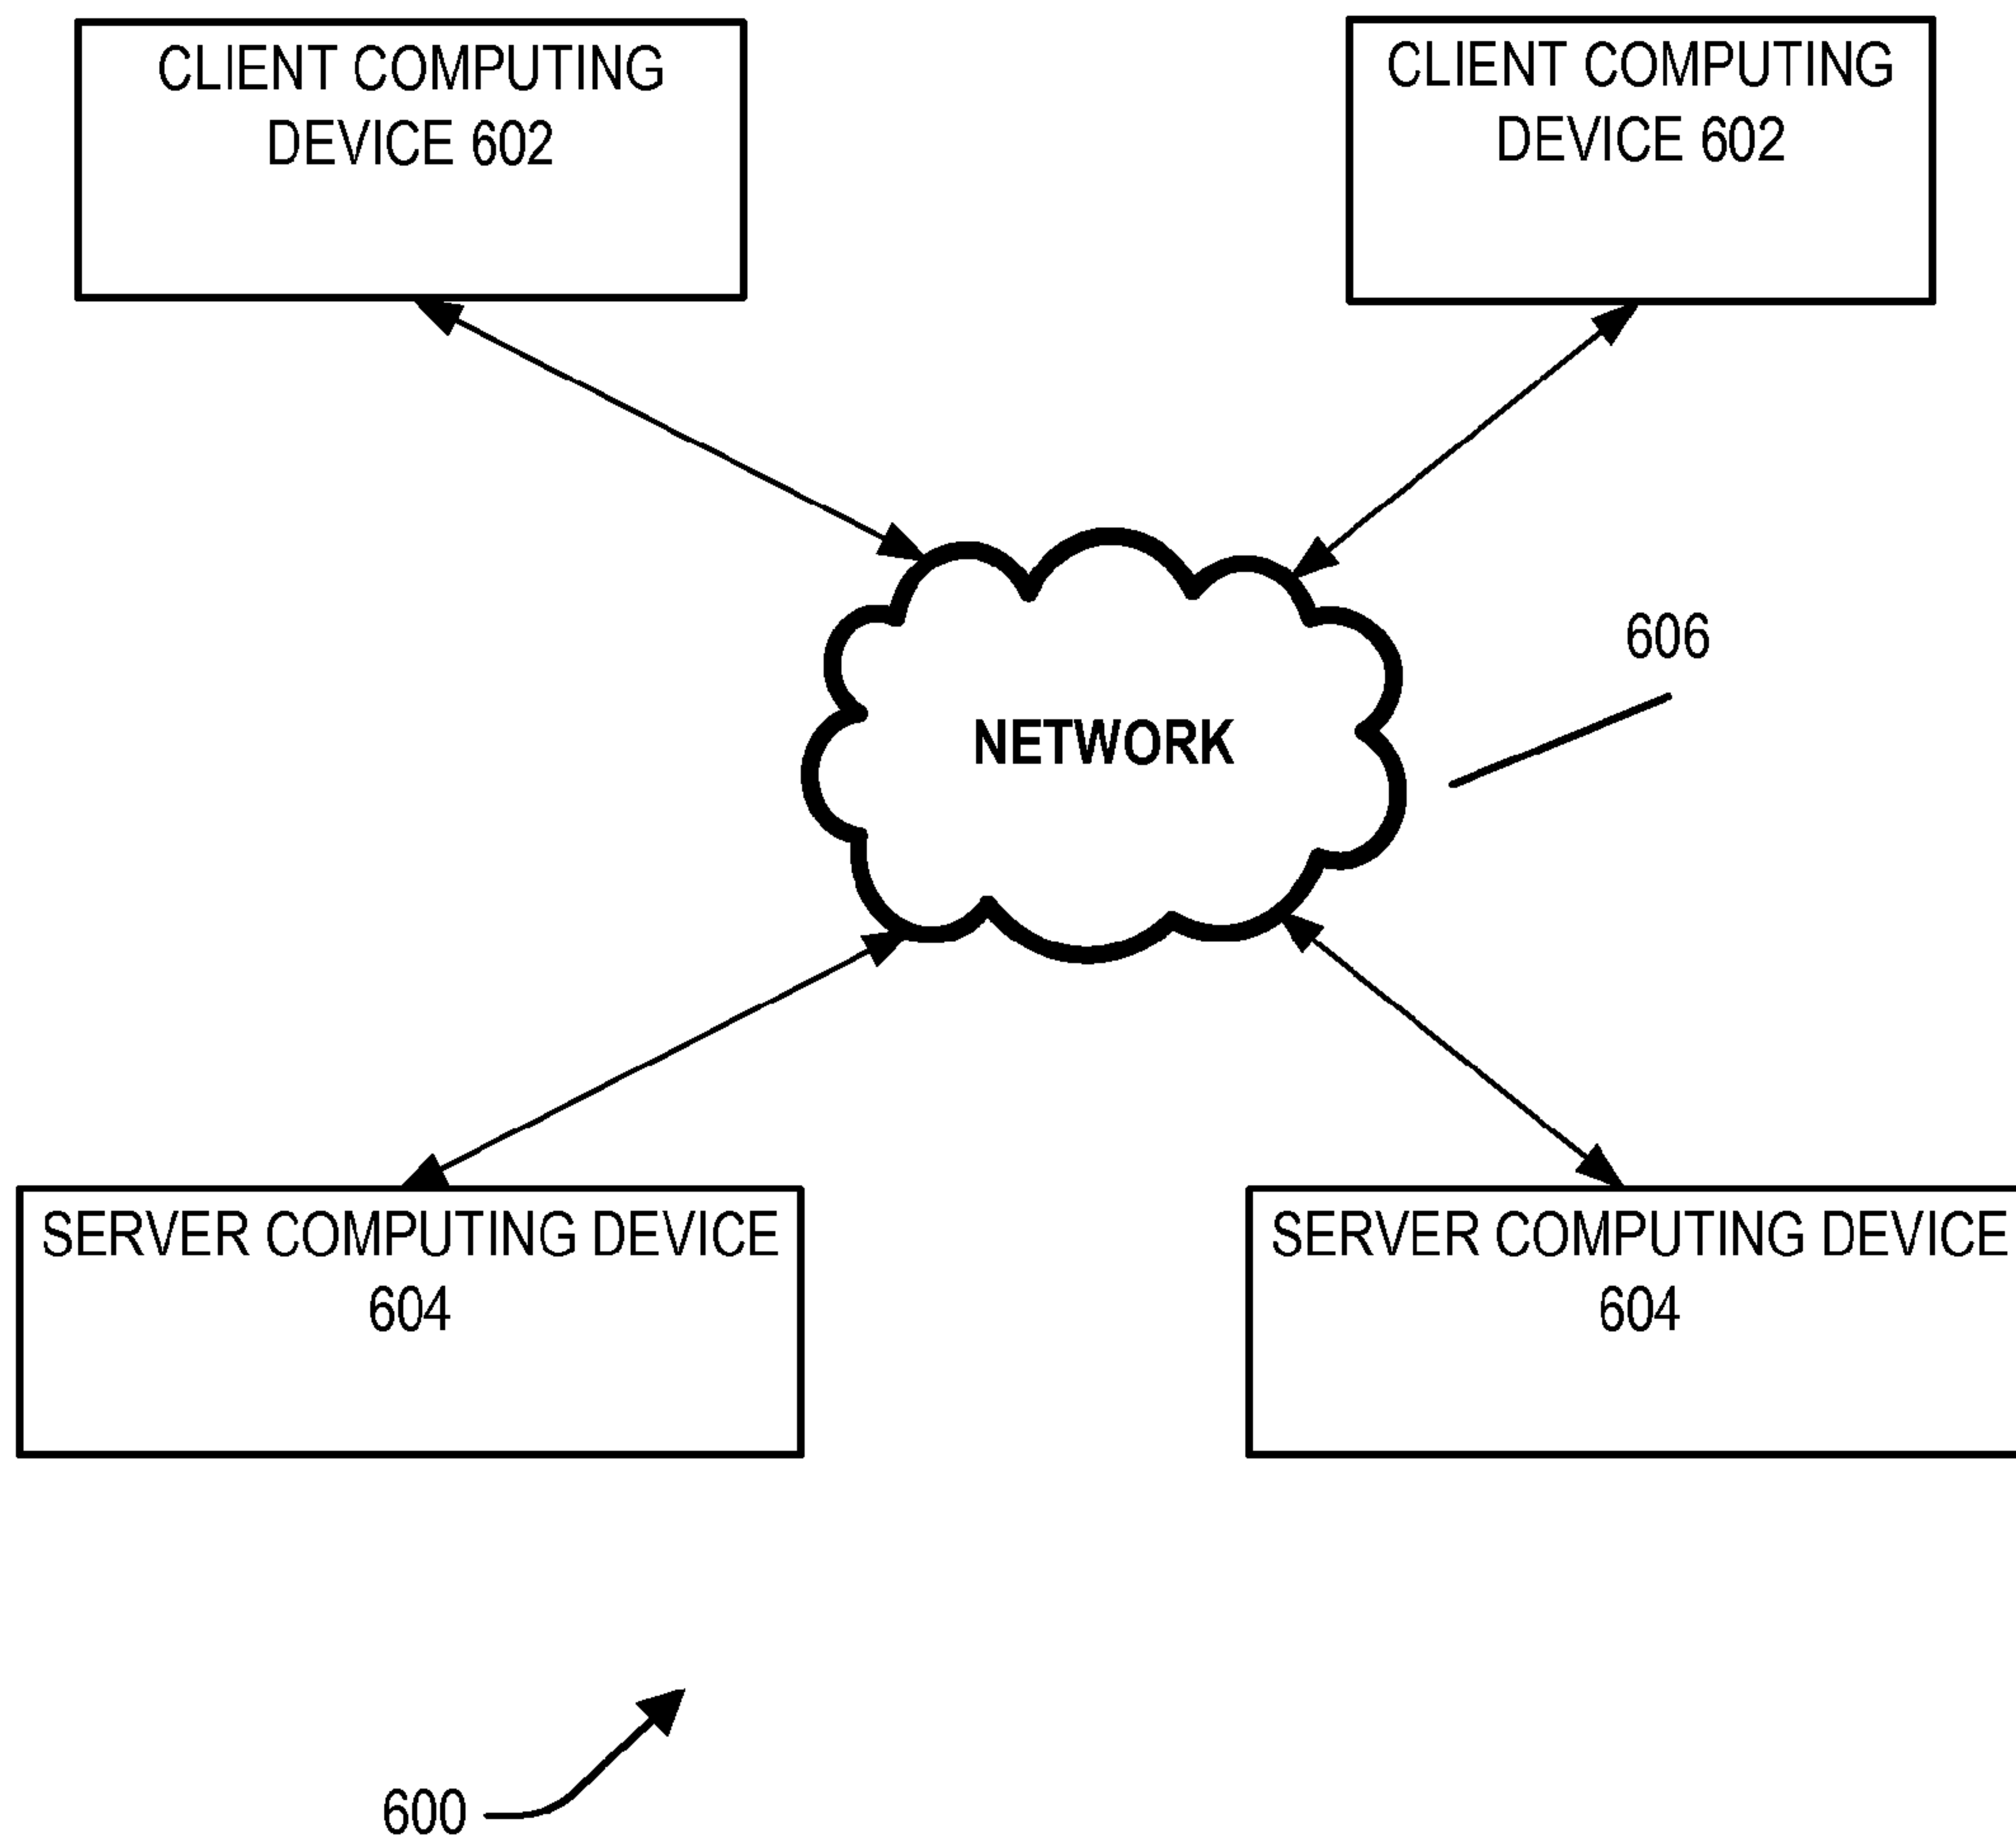 CLIENT COMPUTING
DEVICE 602
CLIENT COMPUTING
DEVICE 602
606
NETWORK
SERVER COMPUTING DEVICE
604
SERVER COMPUTING DEVICE
604
600